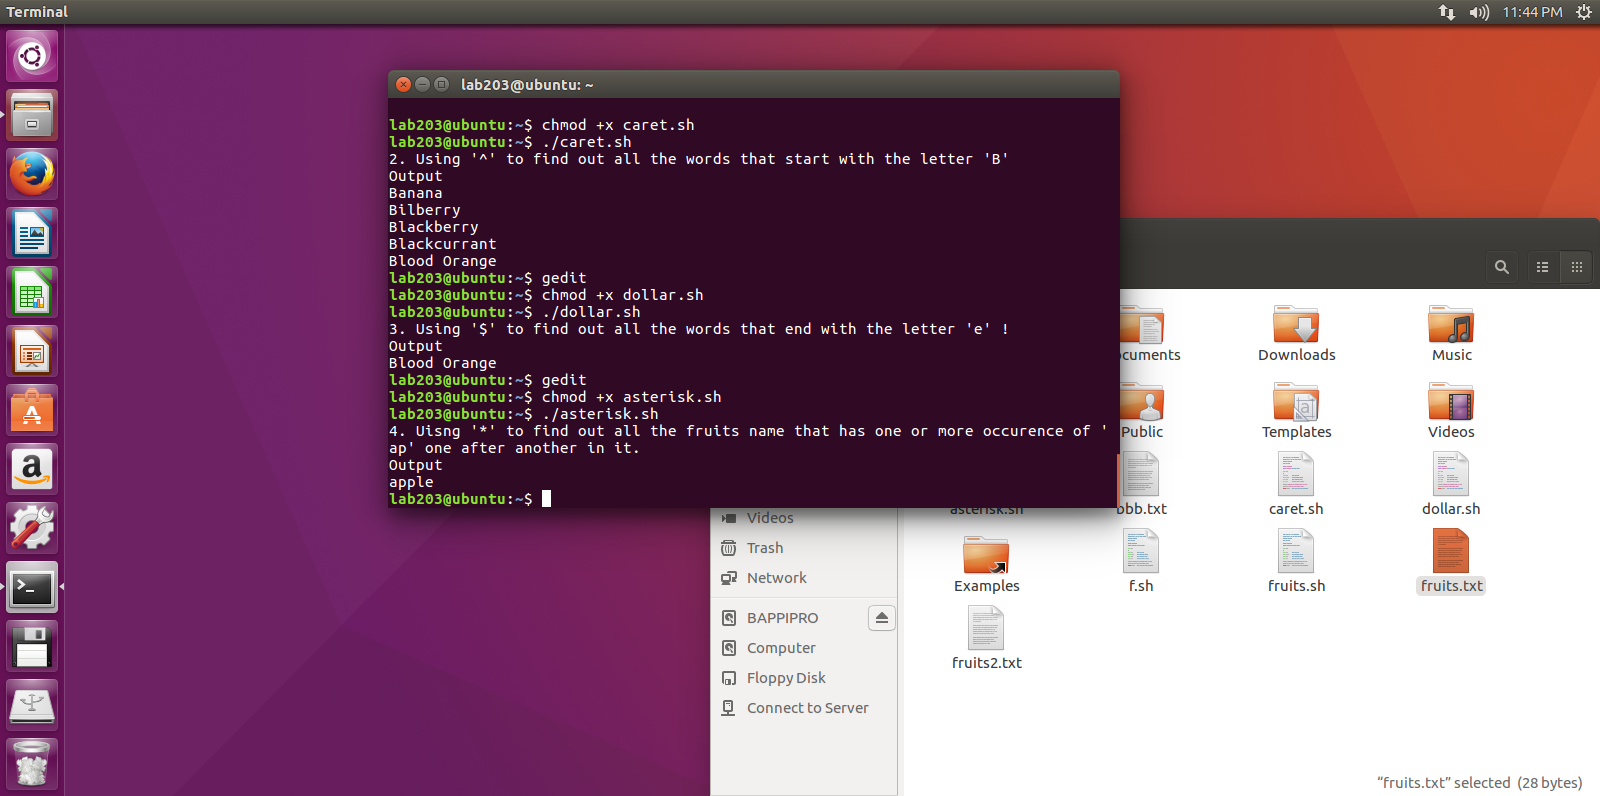 Terminal
11:44 PM
lab203@ubuntu: ~
lab203@ubuntu:~$ chmod +x caret.sh
lab203@ubuntu:~$ ./caret.sh
2. Using '^' to find out all the words that start with the letter 'B'
Output
Banana
Bilberry
Blackberry
Blackcurrant
Blood Orange
lab203@ubuntu:~$ gedit
lab203@ubuntu:~$ chmod +x dollar.sh
lab203@ubuntu:~$ ./dollar.sh
3. Using '$' to find out all the words that end with the letter 'e' !
Output
Blood Orange
lab203@ubuntu:~$ gedit
lab203@ubuntu:~$ chmod +x asterisk.sh
lab203@ubuntu:~$ ./asterisk.sh
4. Uisng '*' to find out all the fruits name that has one or more occurence of '
ap' one after another in it.
Output
apple
lab203@ubuntu:~$
cuments Downloads Music
Public Templates Videos
asterisk.sh bbb.txt caret.sh dollar.sh
Examples f.sh fruits.sh fruits.txt
fruits2.txt
Videos
Trash
Network
BAPPIPRO
Computer
Floppy Disk
Connect to Server
“fruits.txt” selected (28 bytes)